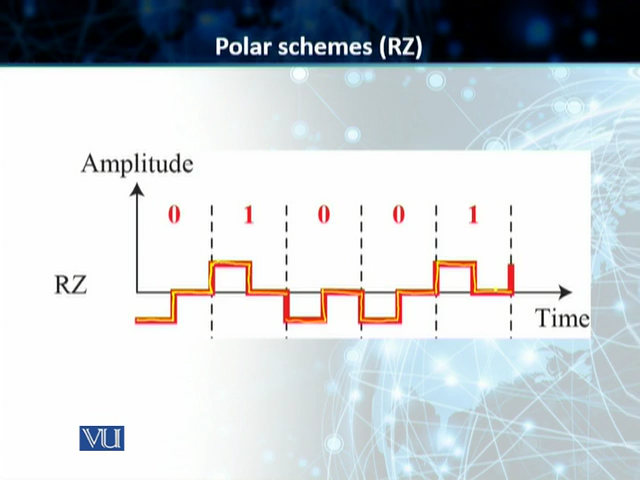 Polar schemes (RZ)
Amplitude
0 1 0 0 1
RZ
Time
VU